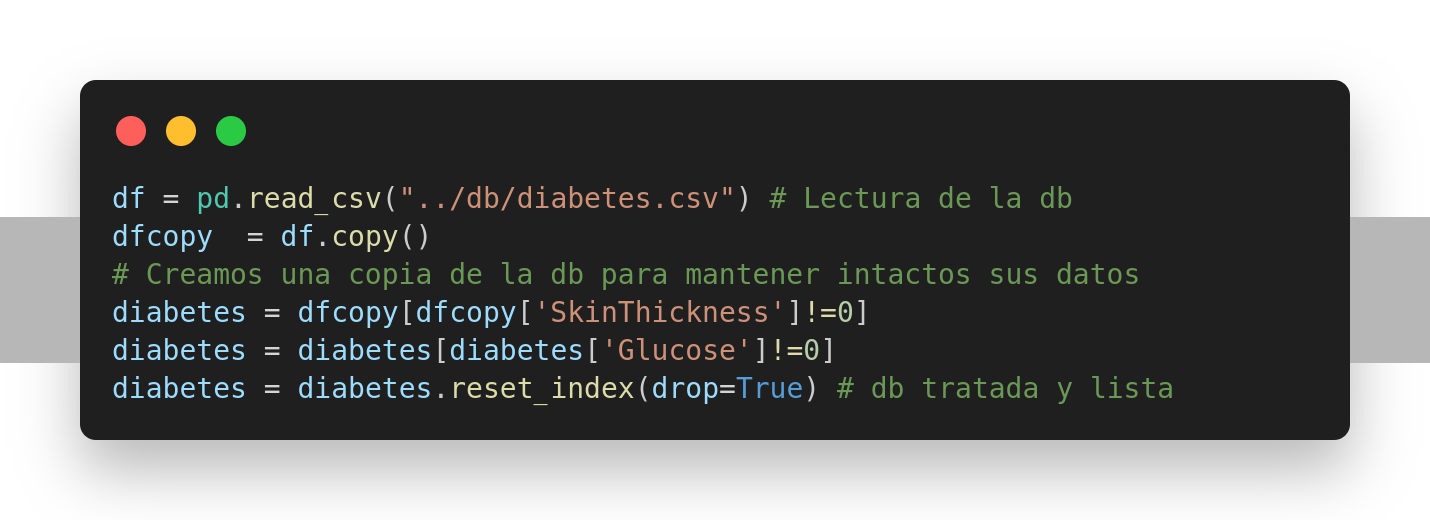 df = pd.read_csv("../db/diabetes.csv") # Lectura de la db
dfcopy  = df.copy()
# Creamos una copia de la db para mantener intactos sus datos
diabetes = dfcopy[dfcopy['SkinThickness']!=0]
diabetes = diabetes[diabetes['Glucose']!=0]
diabetes = diabetes.reset_index(drop=True) # db tratada y lista